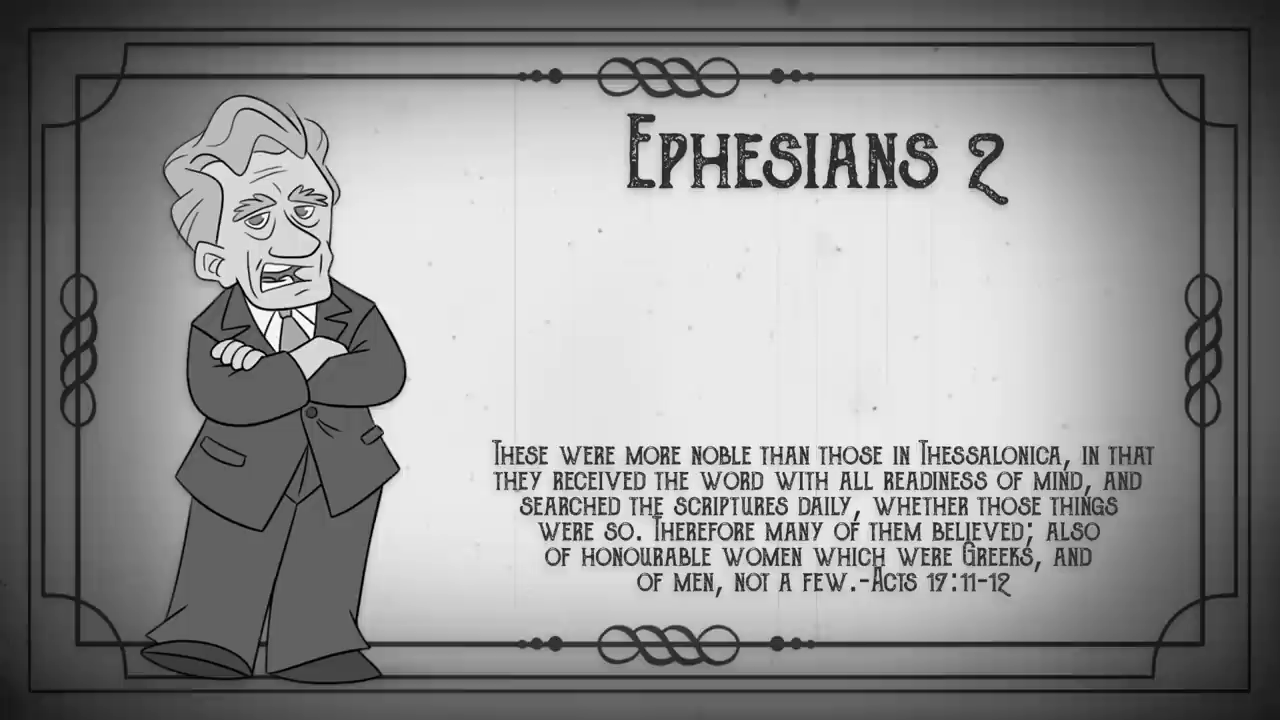 Ephesians 2
These were more noble than those in Thessalonica, in that
they received the word with all readiness of mind, and
searched the scriptures daily, whether those things
were so. Therefore many of them believed; also
of honourable women which were Greeks, and
of men, not a few.-Acts 17:11-12